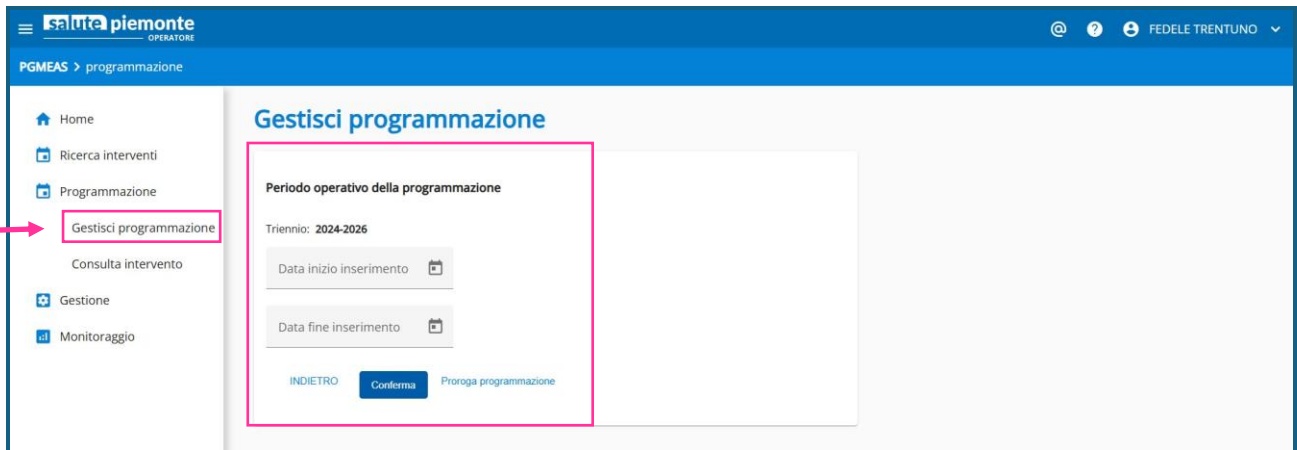 salute piemonte
OPERATORE
FEDELE TRENTUNO
PGMEAS > programmazione
Home
Ricerca interventi
Programmazione
Gestisci programmazione
Consulta intervento
Gestione
Monitoraggio
Gestisci programmazione
Periodo operativo della programmazione
Triennio: 2024-2026
Data inizio inserimento
Data fine inserimento
INDIETRO Conferma Proroga programmazione